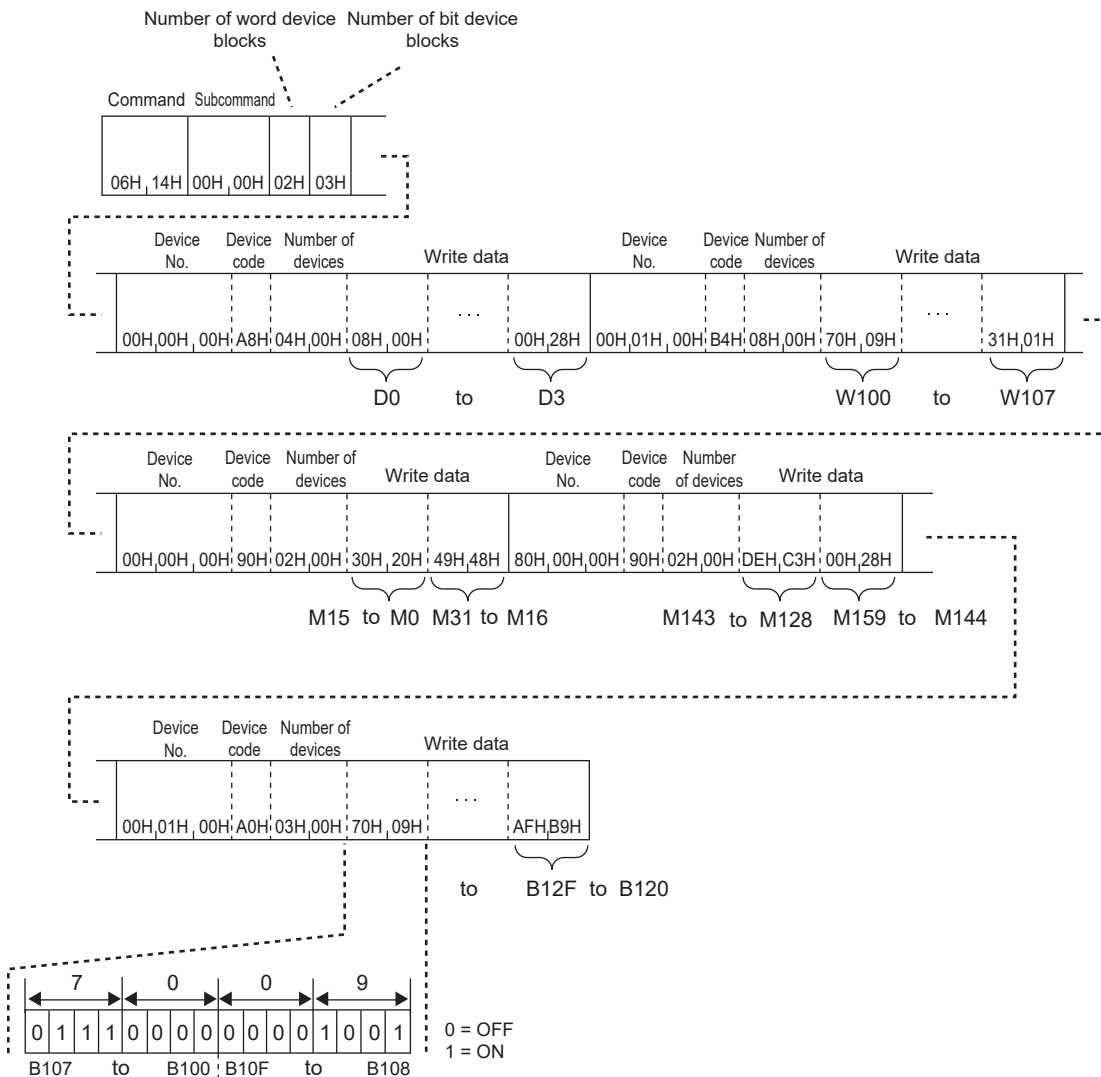 Number of word device Number of bit device
blocks blocks
Command Subcommand
06H 14H 00H 00H 02H 03H
Device Device Number of Device Device Number of
No. code devices Write data No. code devices Write data
00H 00H 00H A8H 04H 00H 08H 00H ... 00H 28H 00H 01H 00H B4H 08H 00H 70H 09H ... 31H 01H
D0 to D3 W100 to W107
Device Device Number of Device Device Number
No. code devices Write data No. code of devices Write data
00H 00H 00H 90H 02H 00H 30H 20H 49H 48H 80H 00H 00H 90H 02H 00H DEH C3H 00H 28H
M15 to M0 M31 to M16 M143 to M128 M159 to M144
Device Device Number of
No. code devices Write data
00H 01H 00H A0H 03H 00H 70H 09H ... AFH B9H
to B12F to B120
7 0 0 9
0 1 1 1 0 0 0 0 0 0 0 0 1 0 0 1 0 = OFF
1 = ON
B107 to B100 B10F to B108